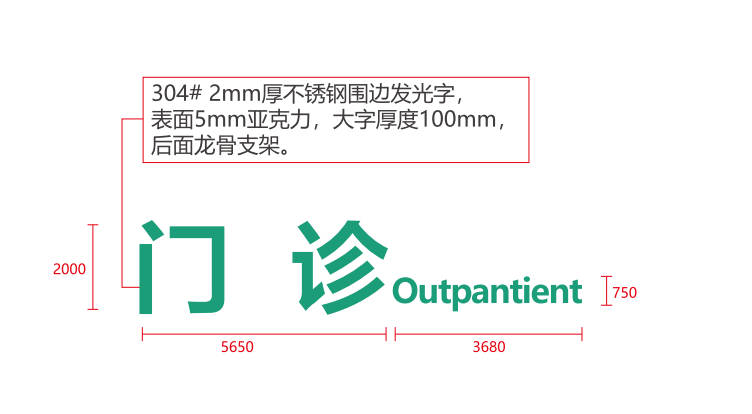 304# 2mm厚不锈钢围边发光字，
表面5mm亚克力，大字厚度100mm，
后面龙骨支架。
2000
门 诊
Outpantient
750
5650
3680